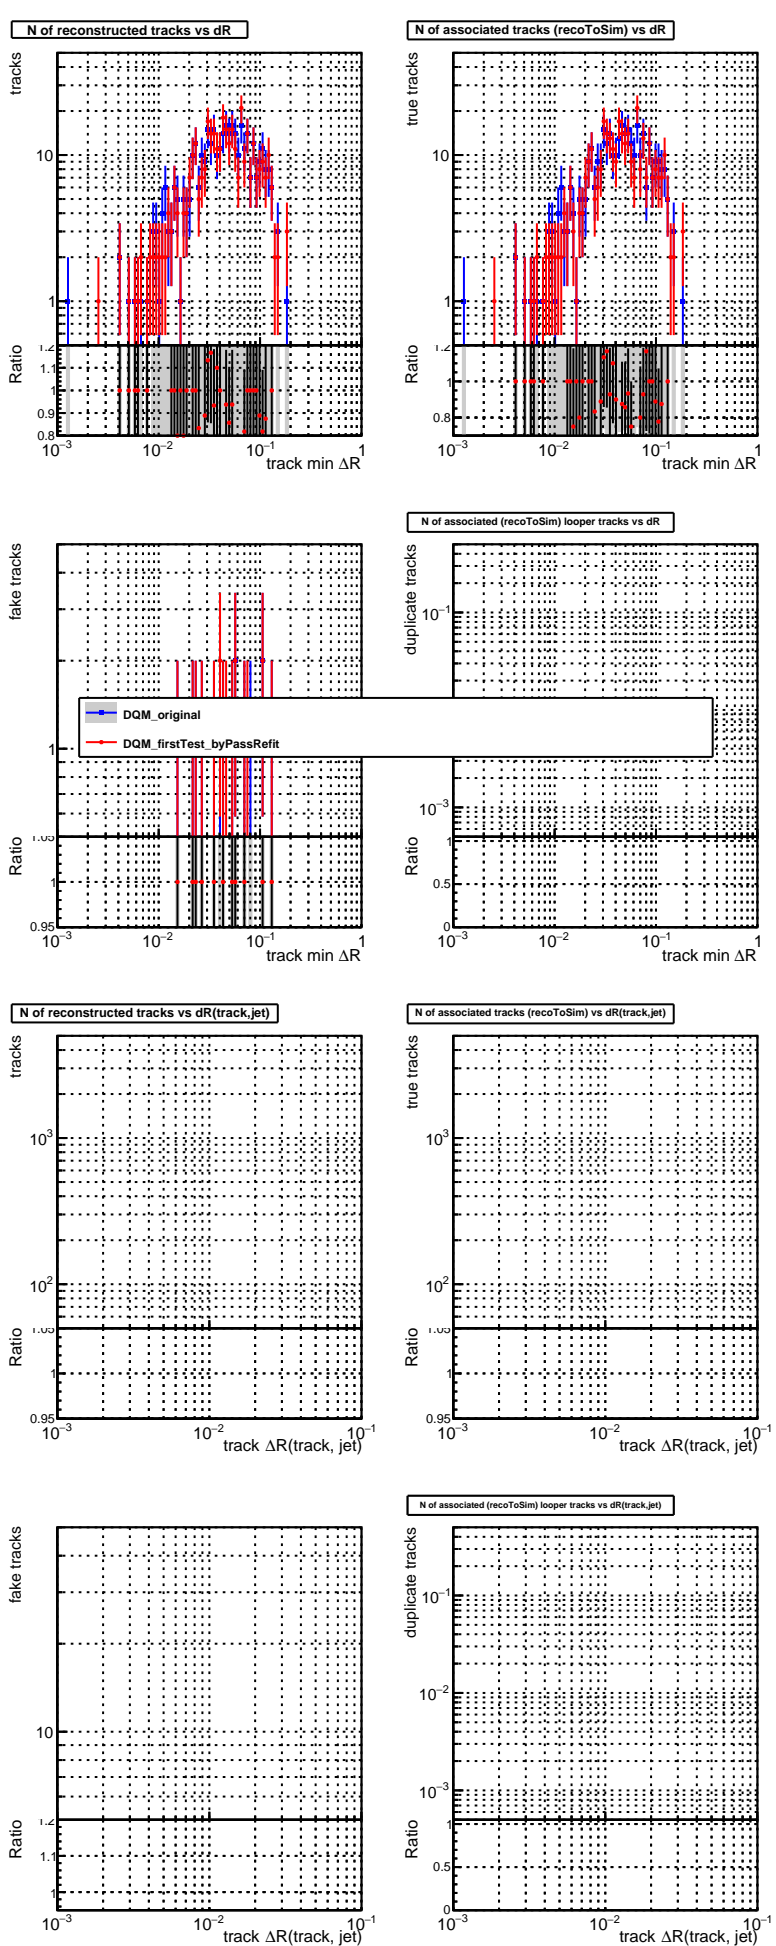 N of reconstructed tracks vs dR
N of associated tracks (recoToSim) vs dR
tracks
10
1
Ratio
1.2
1.1
1
0.9
0.8
10⁻³
10⁻²
10⁻¹
1
track min ΔR
true tracks
10
1
Ratio
1.2
1
0.8
10⁻³
10⁻²
10⁻¹
1
track min ΔR
N of associated (recoToSim) looper tracks vs dR
fake tracks
1
Ratio
1.05
1
0.95
10⁻³
10⁻²
10⁻¹
1
track min ΔR
duplicate tracks
10⁻¹
10⁻³
Ratio
1
0.5
0
10⁻³
10⁻²
10⁻¹
1
track min ΔR
DQM_original
DQM_firstTest_byPassRefit
N of reconstructed tracks vs dR(track,jet)
N of associated tracks (recoToSim) vs dR(track,jet)
tracks
10³
10²
Ratio
1.05
1
0.95
10⁻³
10⁻²
10⁻¹
track ΔR(track, jet)
true tracks
10³
10²
Ratio
1.05
1
0.95
10⁻³
10⁻²
10⁻¹
track ΔR(track, jet)
N of associated (recoToSim) looper tracks vs dR(track,jet)
fake tracks
10
Ratio
1.2
1.1
1
10⁻³
10⁻²
10⁻¹
track ΔR(track, jet)
duplicate tracks
10⁻¹
10⁻²
10⁻³
Ratio
1
0.5
0
10⁻³
10⁻²
10⁻¹
track ΔR(track, jet)